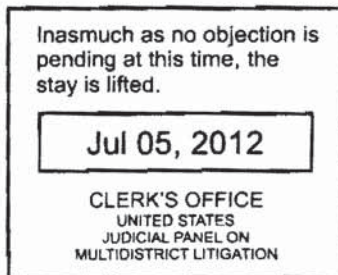 Inasmuch as no objection is
pending at this time, the
stay is lifted.
Jul 05, 2012
CLERK'S OFFICE
UNITED STATES
JUDICIAL PANEL ON
MULTIDISTRICT LITIGATION